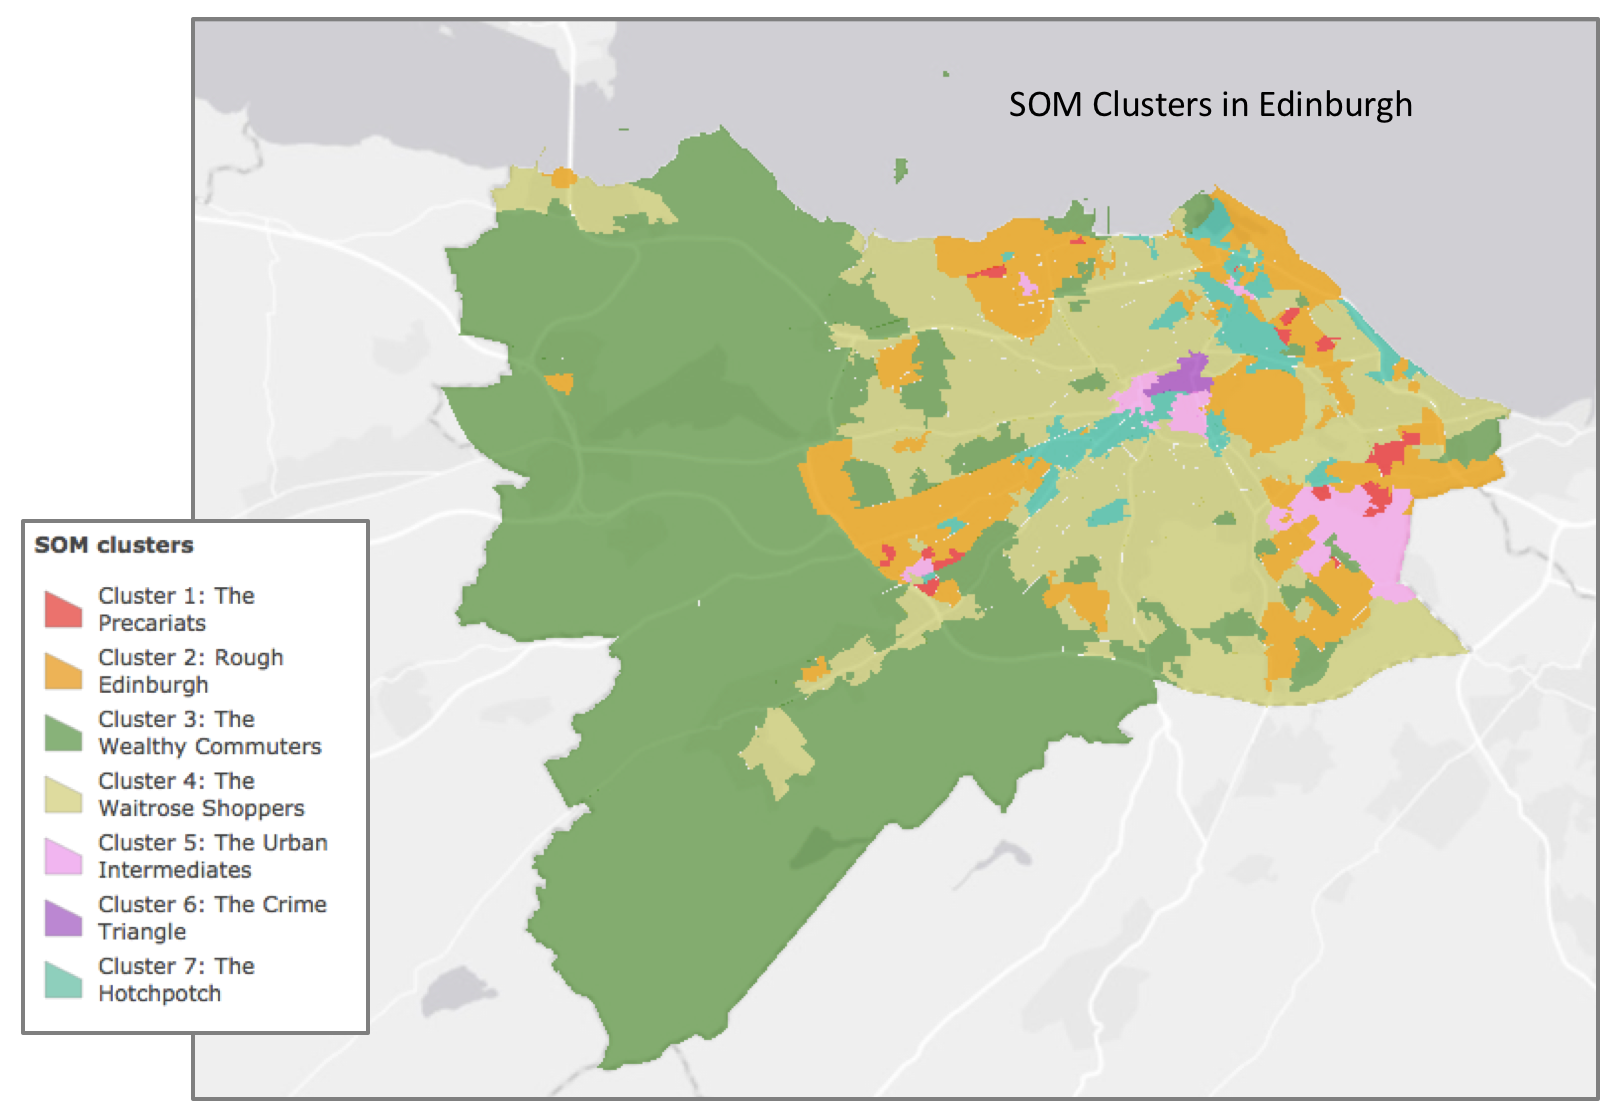 SOM Clusters in Edinburgh
SOM clusters
Cluster 1: The
Precariats
Cluster 2: Rough
Edinburgh
Cluster 3: The
Wealthy Commuters
Cluster 4: The
Waitrose Shoppers
Cluster 5: The Urban
Intermediates
Cluster 6: The Crime
Triangle
Cluster 7: The
Hotchpotch